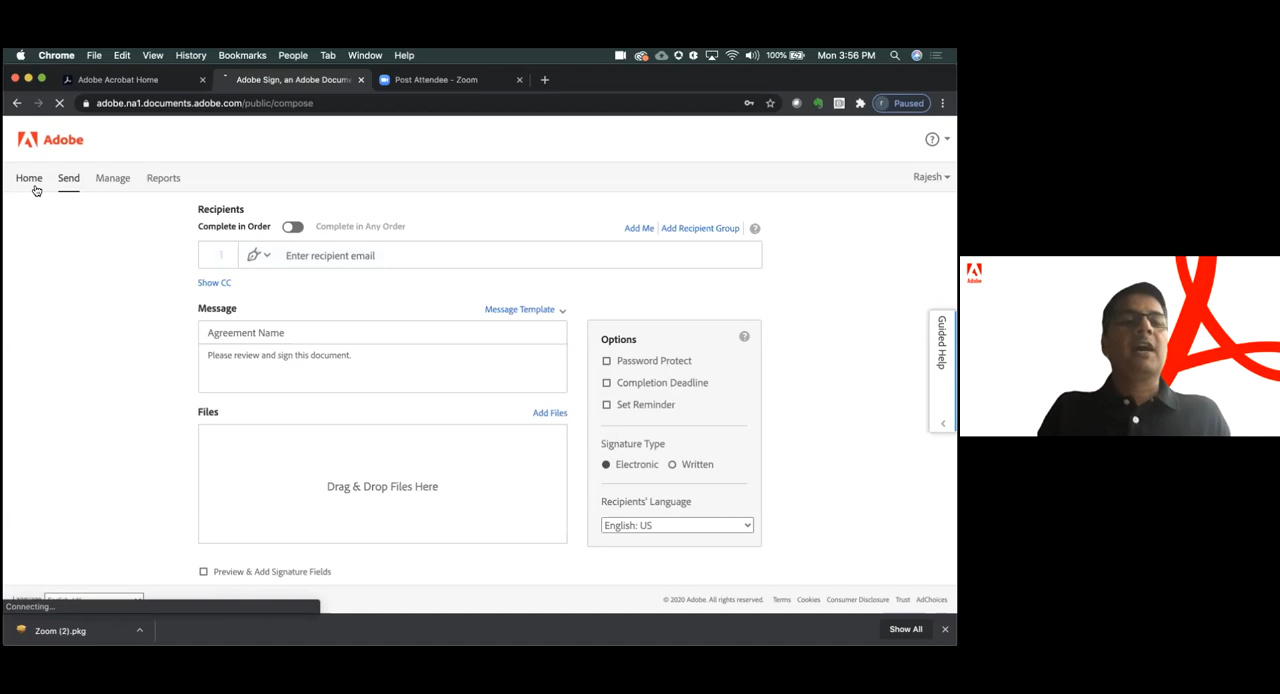 Chrome File Edit View History Bookmarks People Tab Window Help 100% Mon 3:56 PM
Adobe Acrobat Home Adobe Sign, an Adobe Docum Post Attendee - Zoom
adobe.na1.documents.adobe.com/public/compose r Paused
Adobe
Home Send Manage Reports Rajesh
Recipients
Complete in Order Complete in Any Order Add Me | Add Recipient Group
1 Enter recipient email
Show CC
Message Message Template
Agreement Name
Please review and sign this document.
Files Add Files
Drag & Drop Files Here
Preview & Add Signature Fields
Options
Password Protect
Completion Deadline
Set Reminder
Signature Type
Electronic Written
Recipients' Language
English: US
Guided Help
Adobe
© 2020 Adobe. All rights reserved. Terms Cookies Consumer Disclosure Trust AdChoices
Connecting...
Zoom (2).pkg Show All